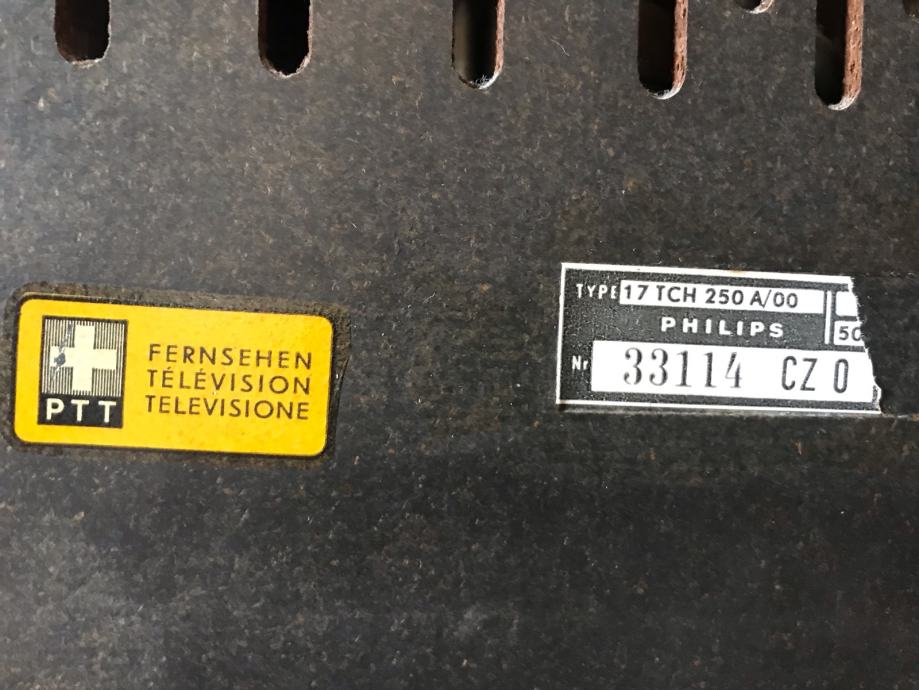 PTT
FERNSEHEN
TÉLÉVISION
TELEVISIONE
TYPE 17 TCH 250 A/00
PHILIPS
50
Nr 33114 CZ 0